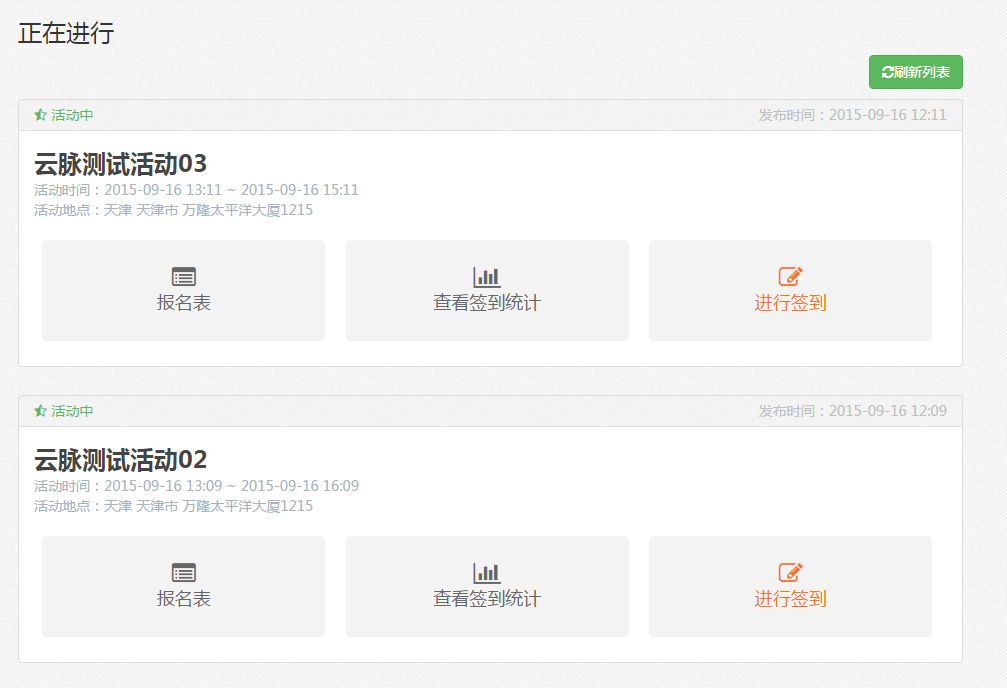 正在进行
刷新列表
活动中 发布时间：2015-09-16 12:11
云脉测试活动03
活动时间：2015-09-16 13:11 ~ 2015-09-16 15:11
活动地点：天津 天津市 万隆太平洋大厦1215
报名表 查看签到统计 进行签到
活动中 发布时间：2015-09-16 12:09
云脉测试活动02
活动时间：2015-09-16 13:09 ~ 2015-09-16 16:09
活动地点：天津 天津市 万隆太平洋大厦1215
报名表 查看签到统计 进行签到